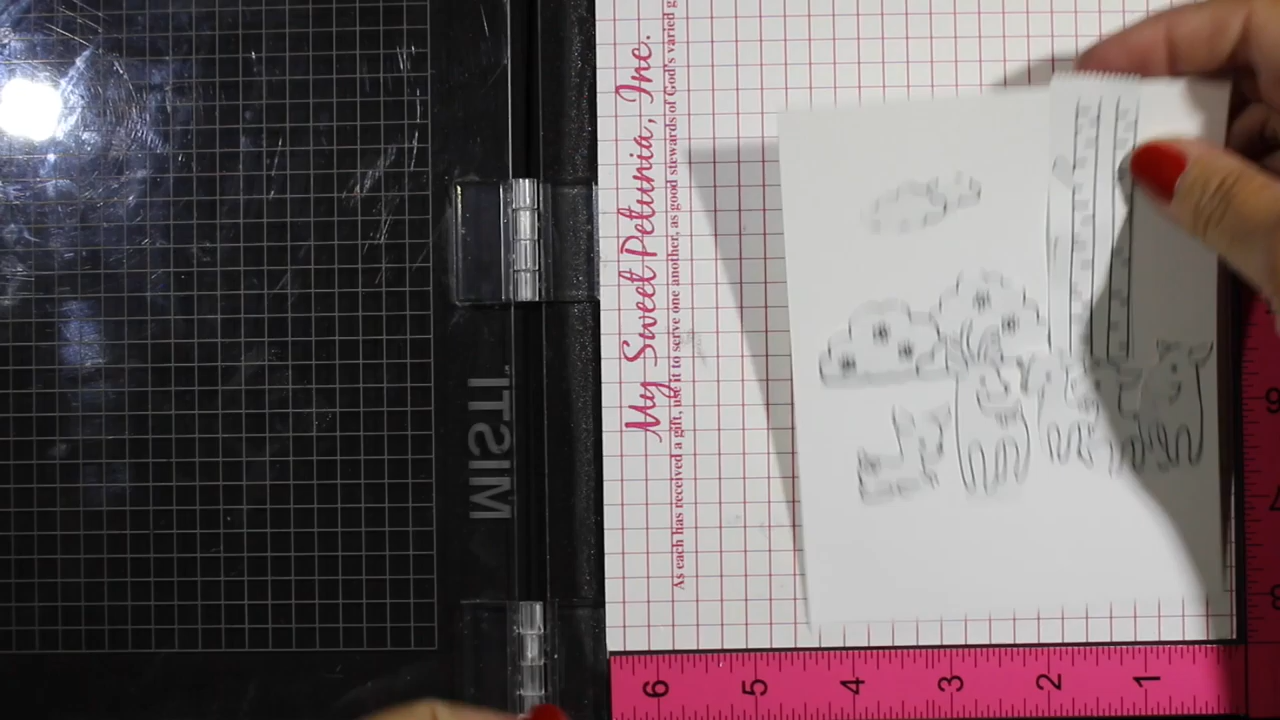 My Sweet Petunia, Inc.
As each has received a gift, use it to serve one another, as good stewards of God's varied g
MISTI
6 5 4 3 2 1